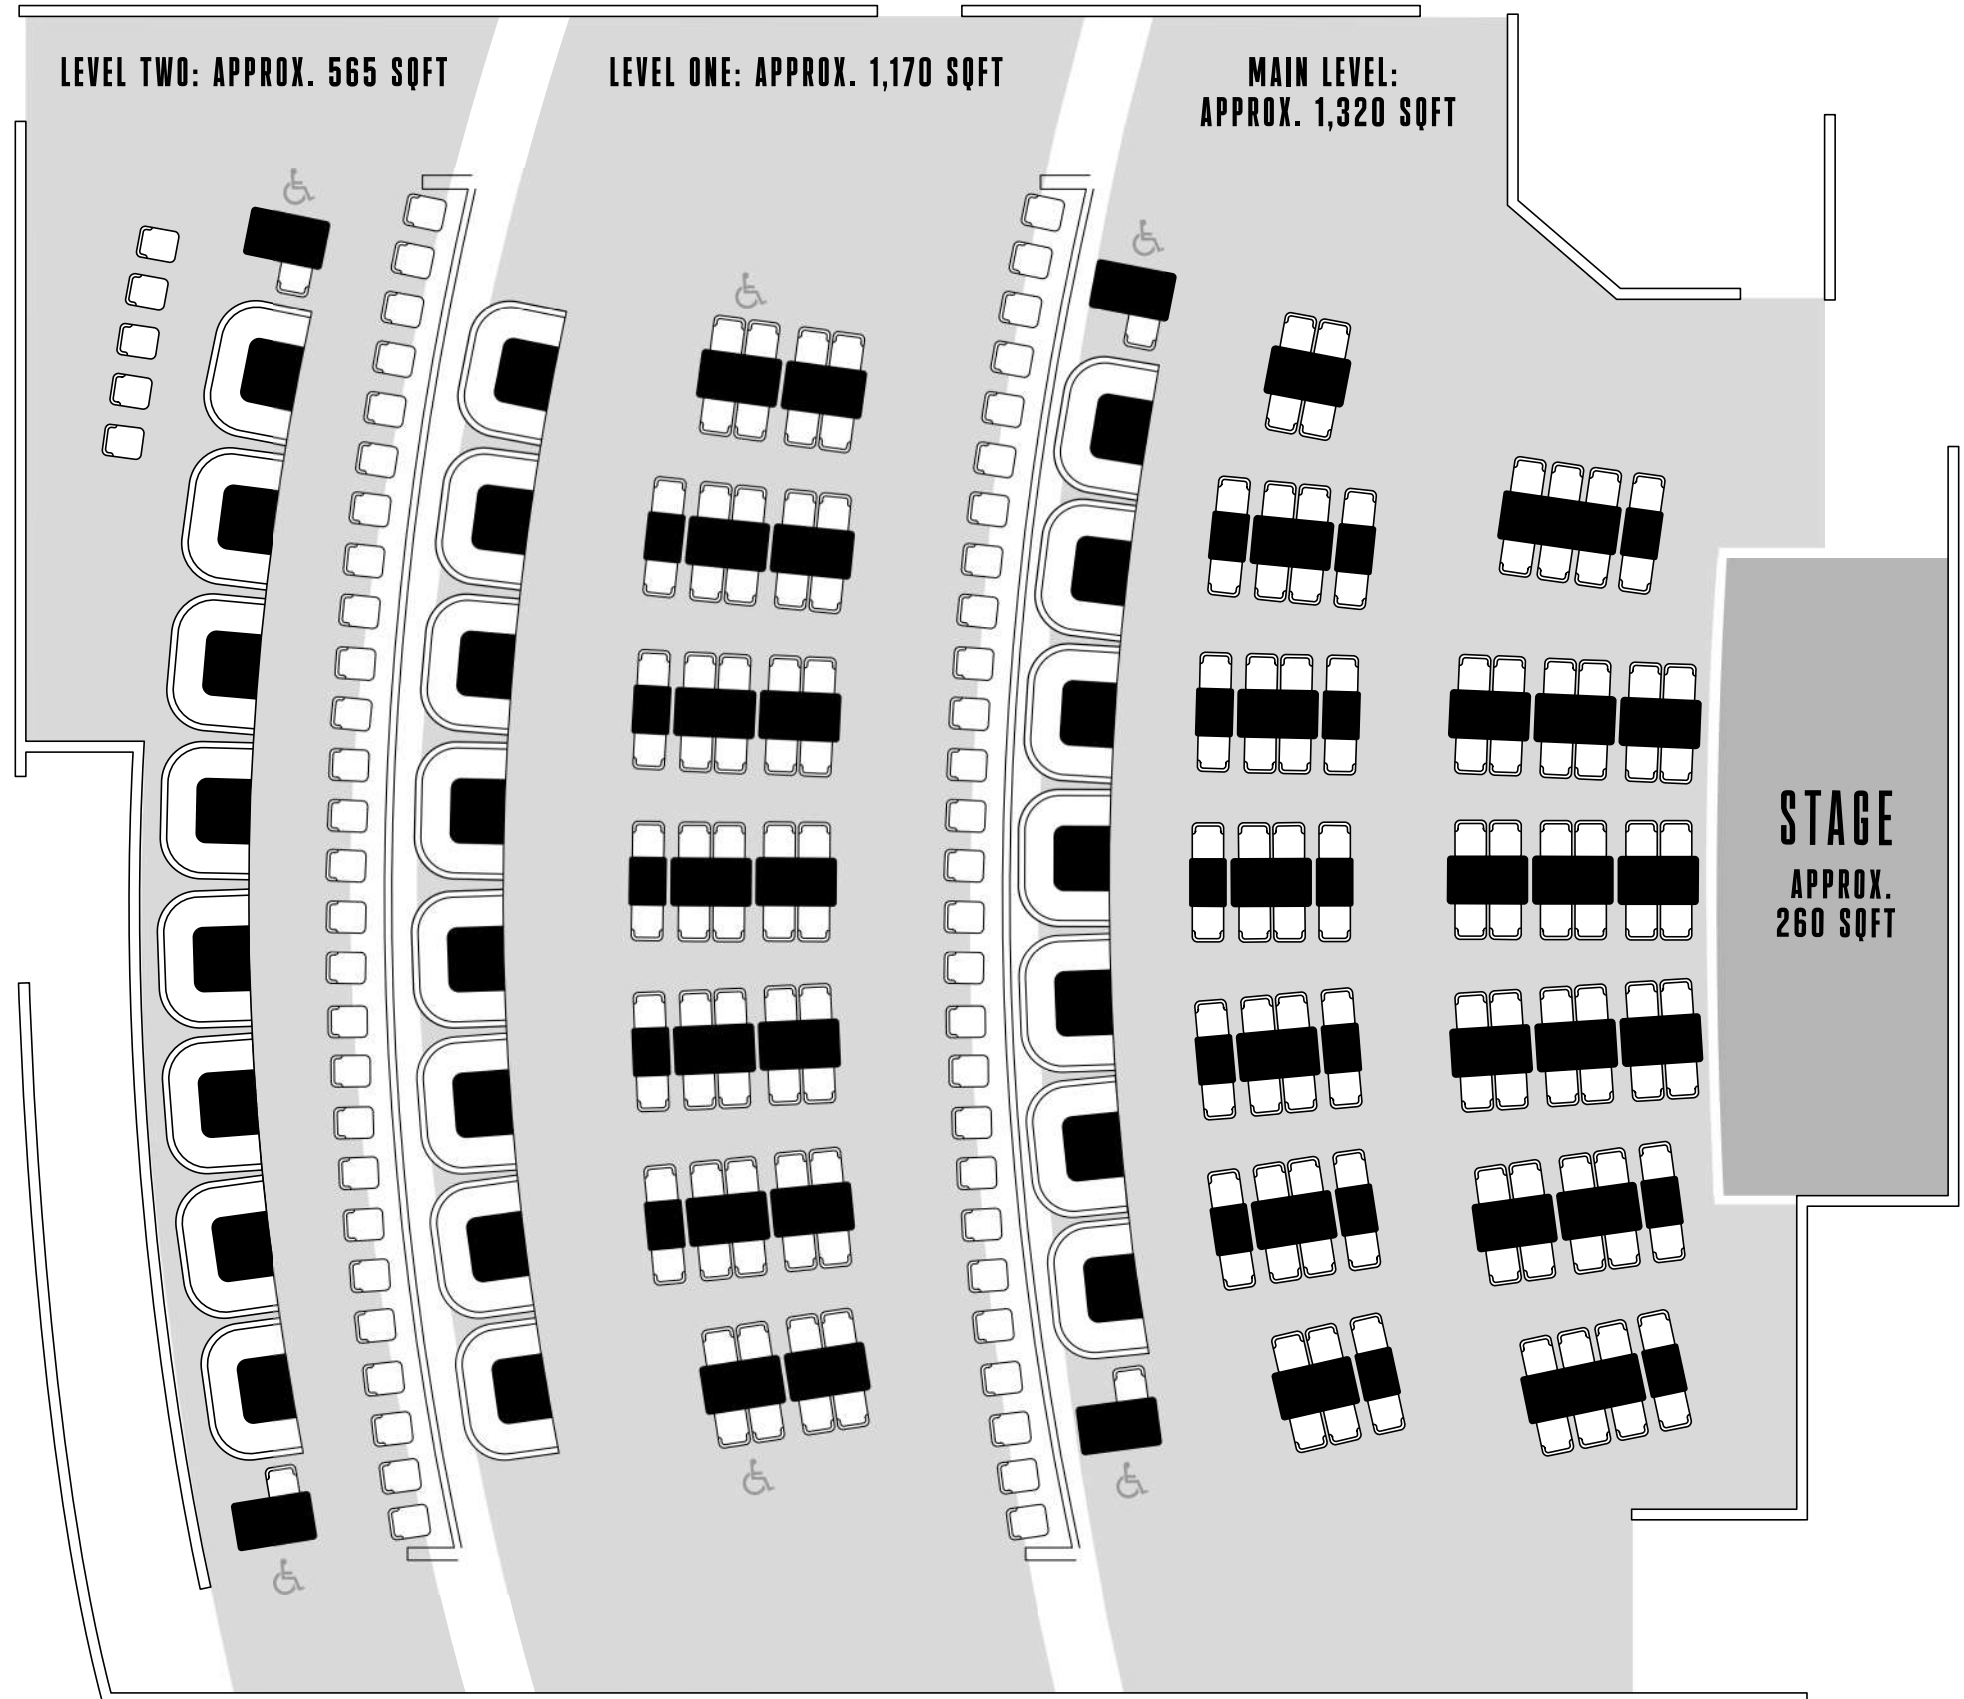 LEVEL TWO: APPROX. 565 SQFT
LEVEL ONE: APPROX. 1,170 SQFT
MAIN LEVEL:
APPROX. 1,320 SQFT
STAGE
APPROX.
260 SQFT